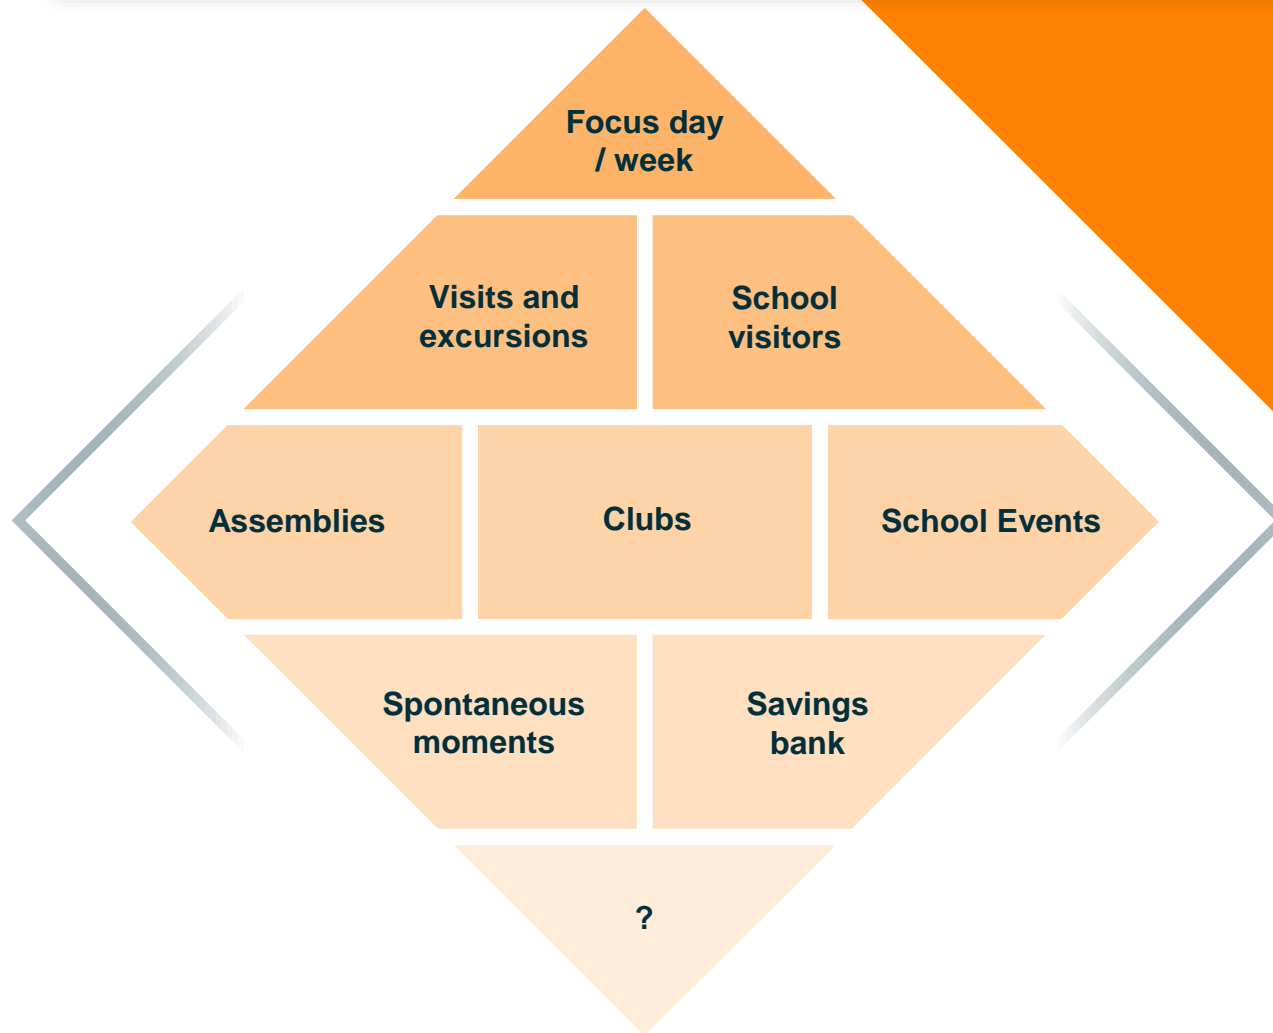 Focus day
/ week
Visits and
excursions
School
visitors
Assemblies
Clubs
School Events
Spontaneous
moments
Savings
bank
?